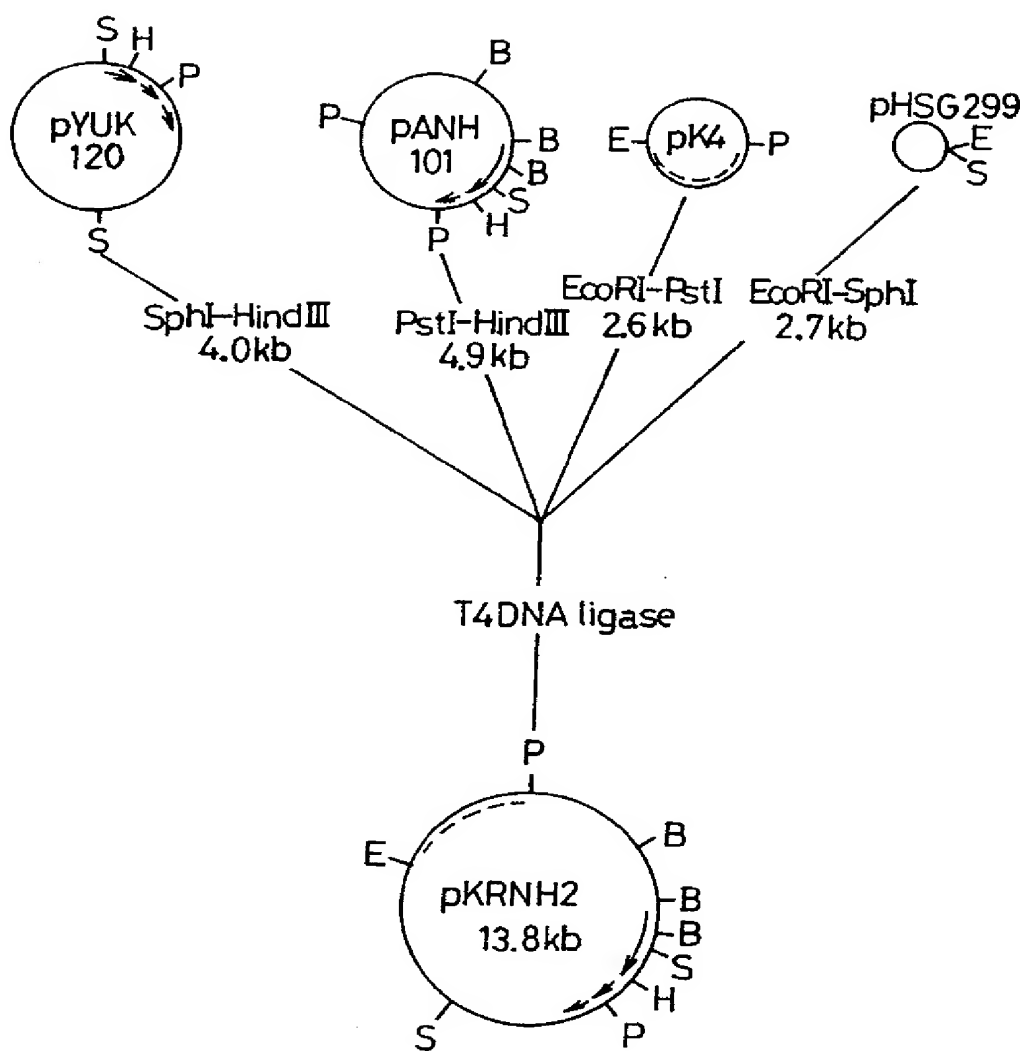 S
H
P
pYUK
120
S
B
P
pANH
101
B
B
S
H
P
E
pK4
P
pHSG299
E
S
SphI-HindIII
4.0kb
PstI-HindIII
4.9kb
EcoRI-PstI
2.6kb
EcoRI-SphI
2.7kb
T4DNA ligase
P
E
B
pKRNH2
13.8kb
B
B
S
H
P
S